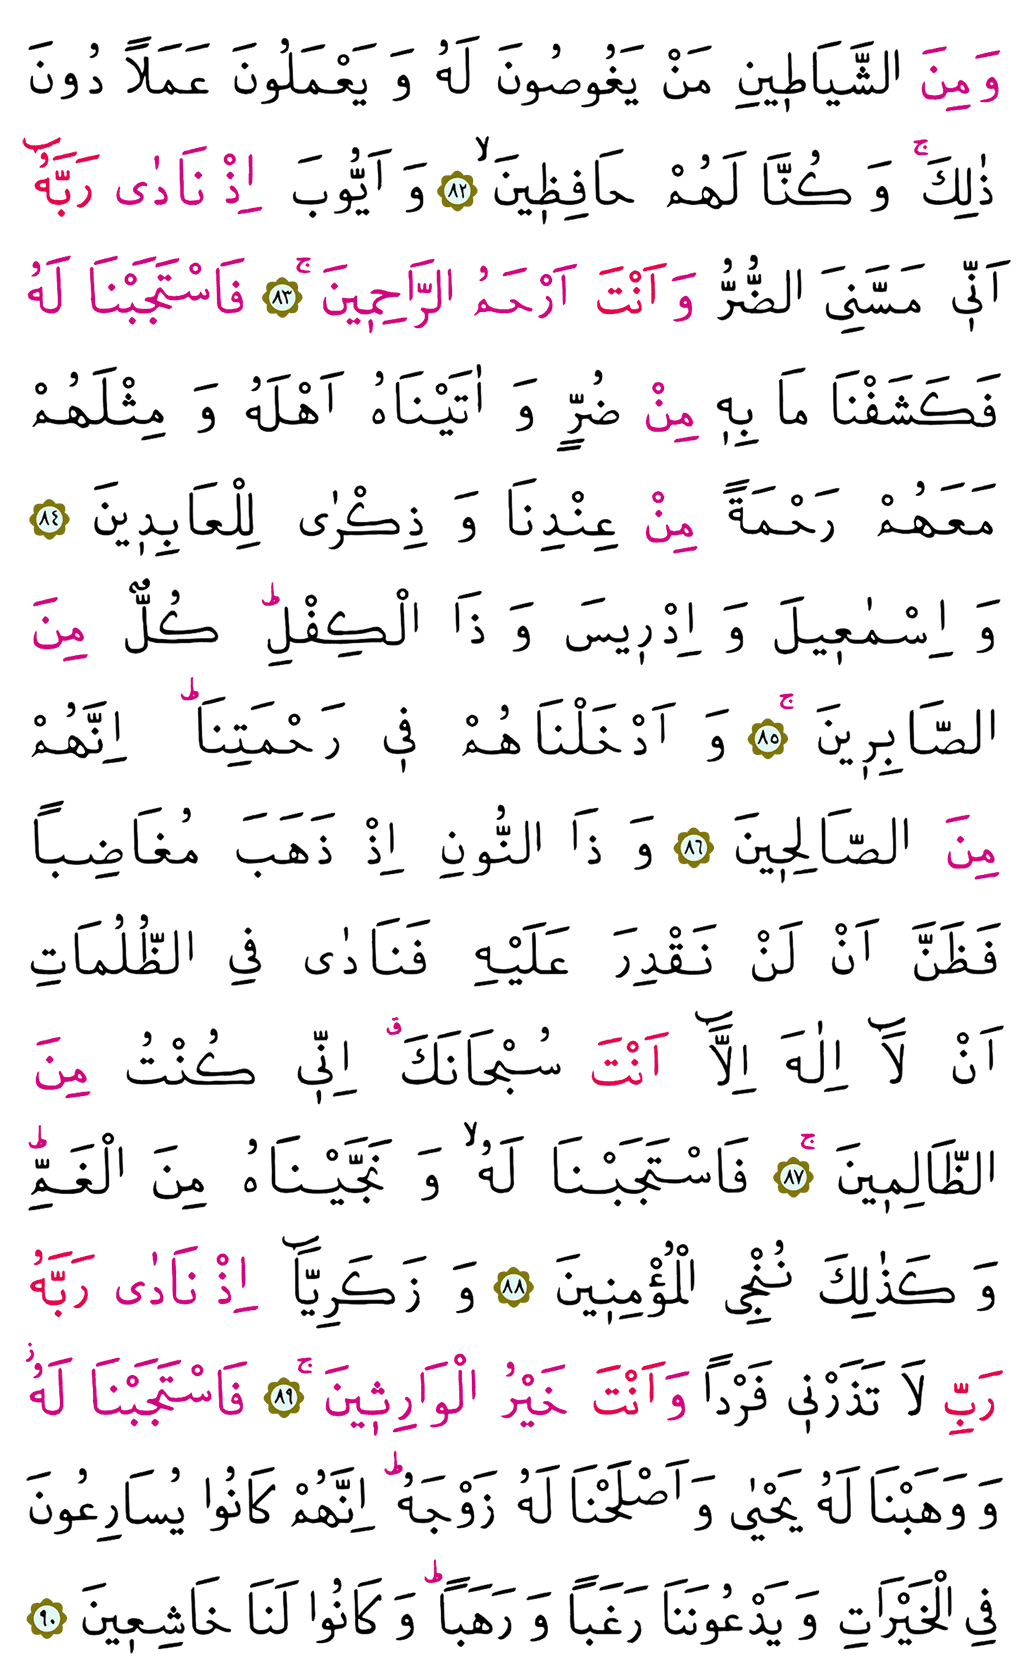 وَ مِنَ الشَّيَاطٖينِ مَنْ يَغُوصُونَ لَهُ وَ يَعْمَلُونَ عَمَلاً دُونَ
ذٰلِكَۚ وَ كُنَّا لَهُمْ حَافِظٖينَۙ ٨٢ وَ اَيُّوبَ اِذْ نَادٰى رَبَّهُٓ
اَنّٖي مَسَّنِيَ الضُّرُّ وَ اَنْتَ اَرْحَمُ الرَّاحِمٖينَۚ ٨٣ فَاسْتَجَبْنَا لَهُ
فَكَشَفْنَا مَا بِهٖ مِنْ ضُرٍّ وَ اٰتَيْنَاهُ اَهْلَهُ وَ مِثْلَهُمْ
مَعَهُمْ رَحْمَةً مِنْ عِنْدِنَا وَ ذِكْرٰى لِلْعَابِدٖينَ ٨٤
وَ اِسْمٰعٖيلَ وَ اِدْرٖيسَ وَ ذَا الْكِفْلِؕ كُلٌّ مِنَ
الصَّابِرٖينَۚ ٨٥ وَ اَدْخَلْنَاهُمْ فٖي رَحْمَتِنَاؕ اِنَّهُمْ
مِنَ الصَّالِحٖينَ ٨٦ وَ ذَا النُّونِ اِذْ ذَهَبَ مُغَاضِباً
فَظَنَّ اَنْ لَنْ نَقْدِرَ عَلَيْهِ فَنَادٰى فِي الظُّلُمَاتِ
اَنْ لَٓا اِلٰهَ اِلَّٓا اَنْتَ سُبْحَانَكَࣗ اِنّٖي كُنْتُ مِنَ
الظَّالِمٖينَۚ ٨٧ فَاسْتَجَبْنَا لَهُۙ وَ نَجَّيْنَاهُ مِنَ الْغَمِّؕ
وَ كَذٰلِكَ نُنْجِي الْمُؤْمِنٖينَ ٨٨ وَ زَكَرِيَّٓا اِذْ نَادٰى رَبَّهُ
رَبِّ لَا تَذَرْنٖي فَرْداً وَ اَنْتَ خَيْرُ الْوَارِثٖينَۚ ٨٩ فَاسْتَجَبْنَا لَهُؗ
وَ وَهَبْنَا لَهُ يَحْيٰى وَ اَصْلَحْنَا لَهُ زَوْجَهُؕ اِنَّهُمْ كَانُوا يُسَارِعُونَ
فِي الْخَيْرَاتِ وَ يَدْعُونَنَا رَغَباً وَ رَهَباًؕ وَ كَانُوا لَنَا خَاشِعٖينَ ٩٠